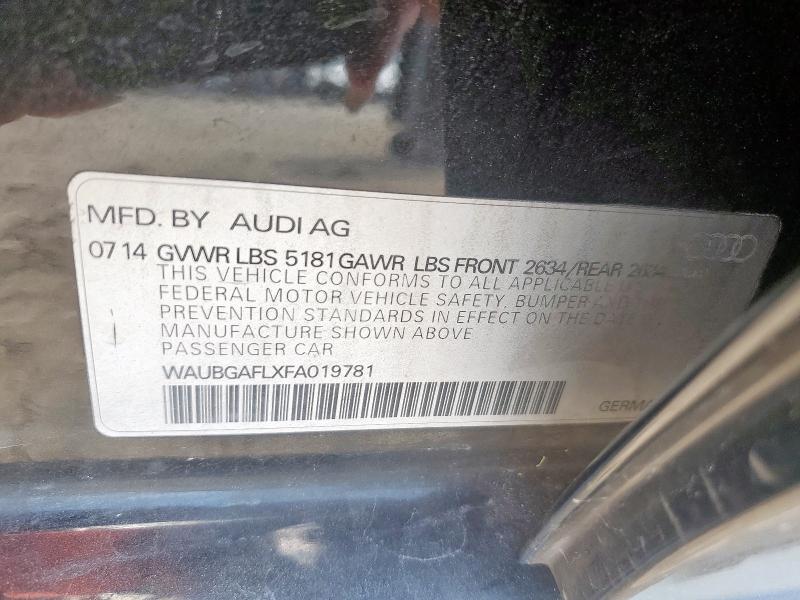 MFD. BY AUDI AG
07 14 GVWR LBS 5181 GAWR LBS FRONT 2634/REAR
THIS VEHICLE CONFORMS TO ALL APPLICABLE
FEDERAL MOTOR VEHICLE SAFETY, BUMPER AND
PREVENTION STANDARDS IN EFFECT ON THE DATE
MANUFACTURE SHOWN ABOVE
PASSENGER CAR
WAUBGAFLXFA019781